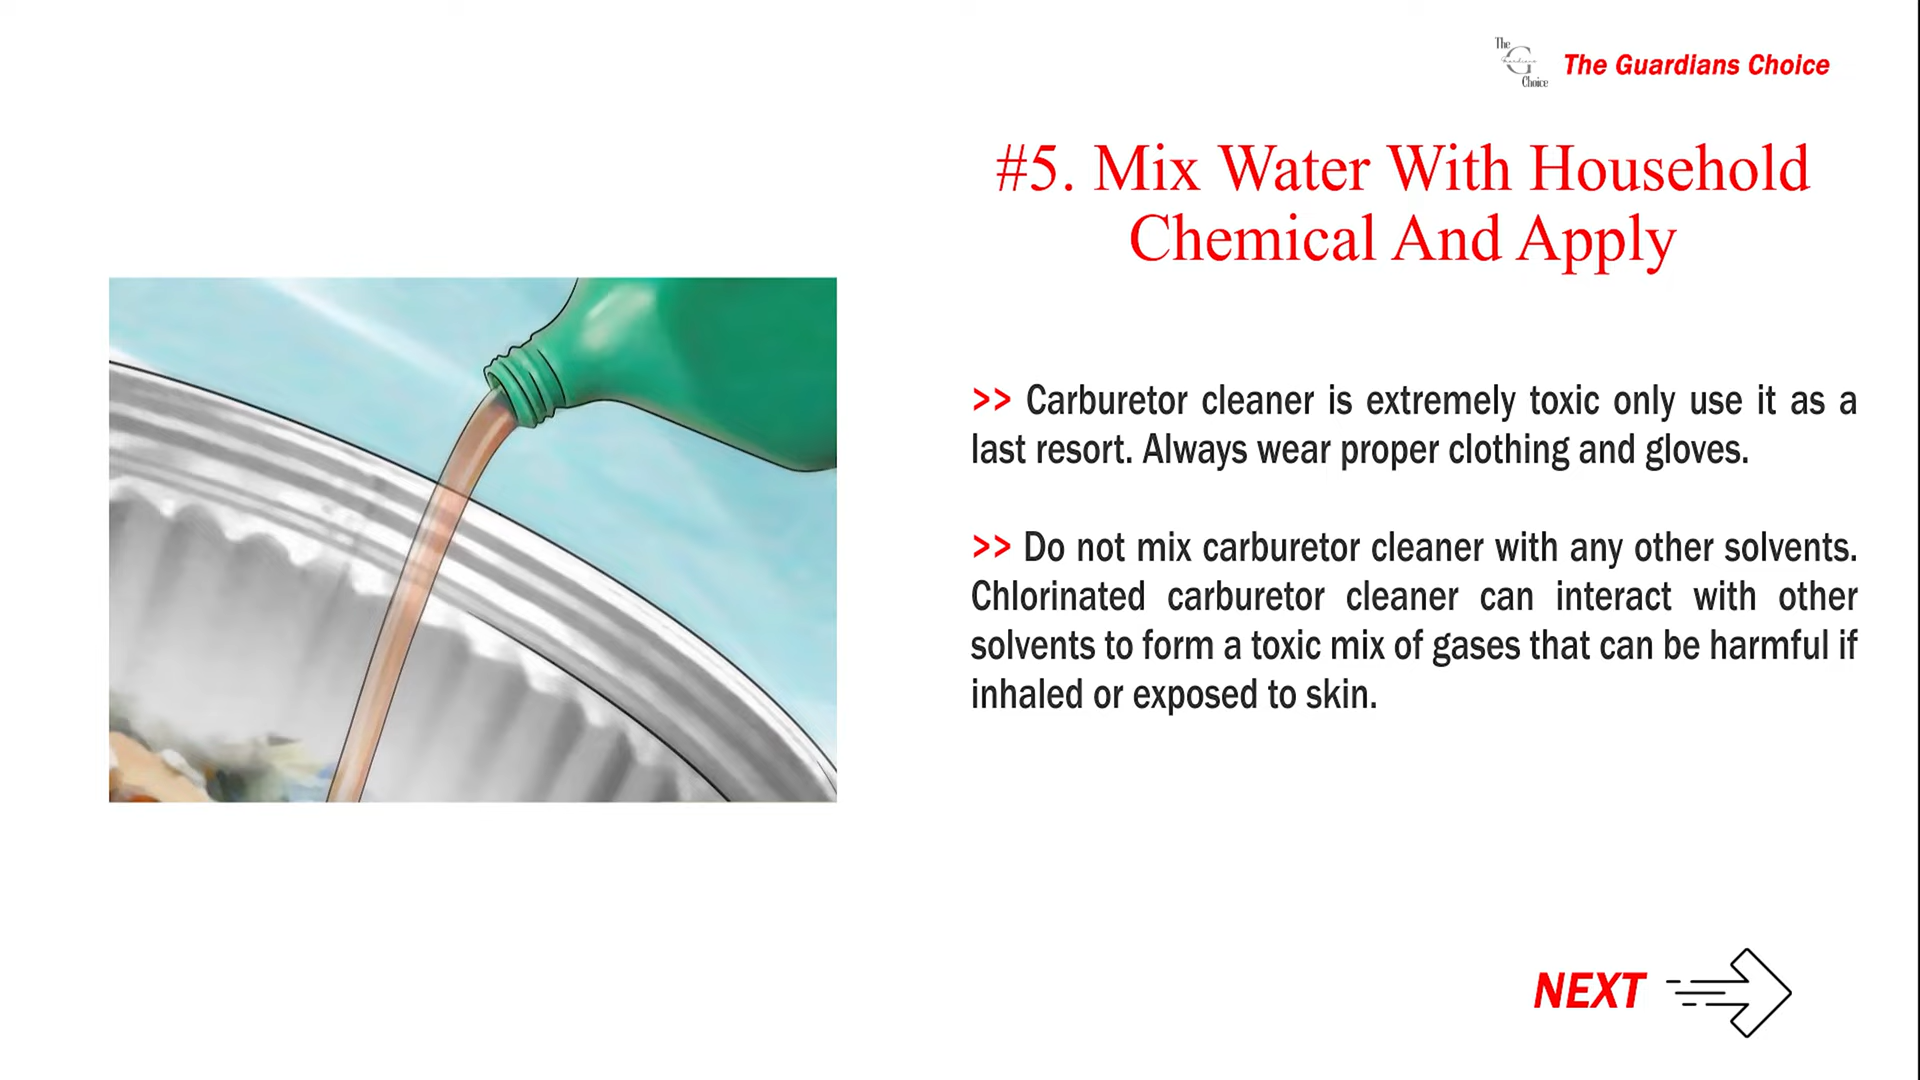 The
G
Choice
The Guardians Choice
#5. Mix Water With Household
Chemical And Apply
>> Carburetor cleaner is extremely toxic only use it as a
last resort. Always wear proper clothing and gloves.
>> Do not mix carburetor cleaner with any other solvents.
Chlorinated carburetor cleaner can interact with other
solvents to form a toxic mix of gases that can be harmful if
inhaled or exposed to skin.
NEXT